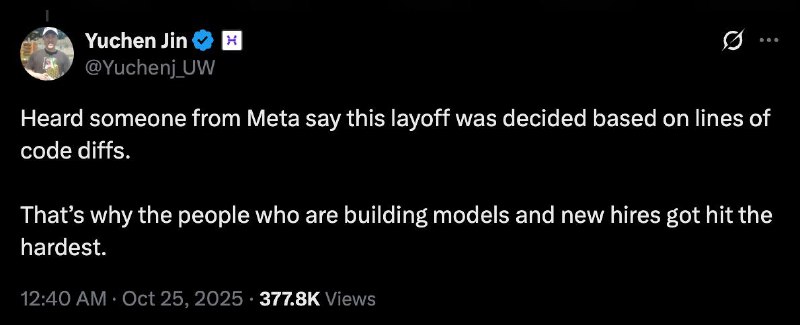 Yuchen Jin
@Yuchenj_UW
Heard someone from Meta say this layoff was decided based on lines of
code diffs.
That’s why the people who are building models and new hires got hit the
hardest.
12:40 AM · Oct 25, 2025 · 377.8K Views